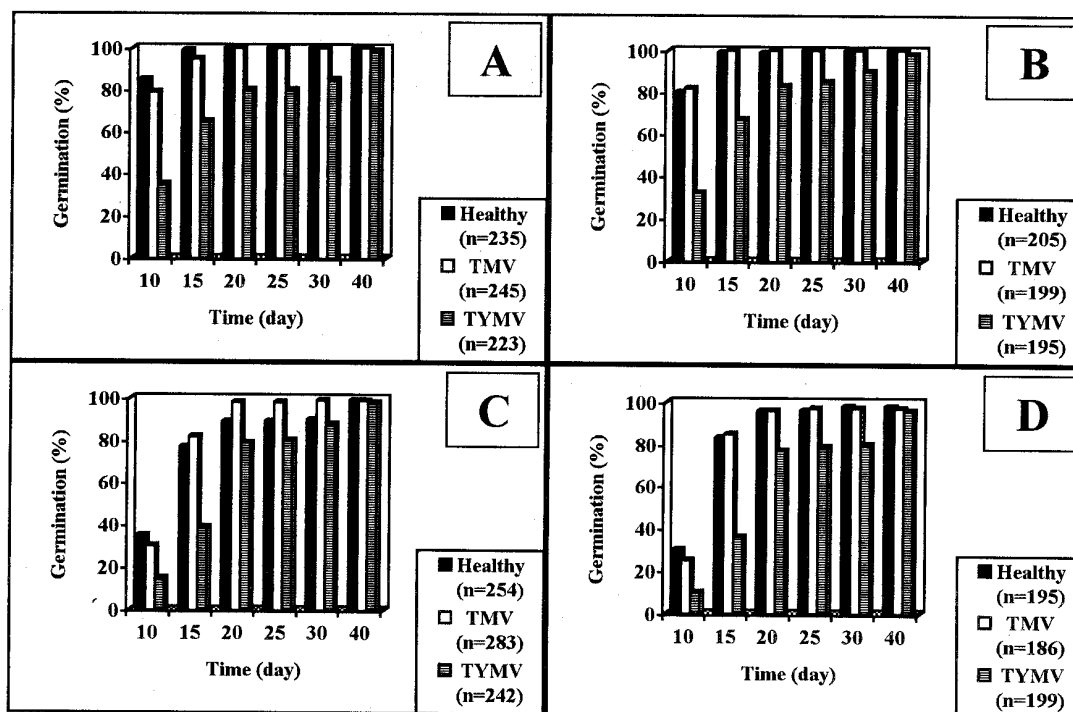 A
Germination (%)
100
80
60
40
20
0
10 15 20 25 30 40
Time (day)
Healthy
(n=235)
TMV
(n=245)
TYMV
(n=223)
B
Germination (%)
100
80
60
40
20
0
10 15 20 25 30 40
Time (day)
Healthy
(n=205)
TMV
(n=199)
TYMV
(n=195)
C
Germination (%)
100
80
60
40
20
0
10 15 20 25 30 40
Time (day)
Healthy
(n=254)
TMV
(n=283)
TYMV
(n=242)
D
Germination (%)
100
80
60
40
20
0
10 15 20 25 30 40
Time (day)
Healthy
(n=195)
TMV
(n=186)
TYMV
(n=199)